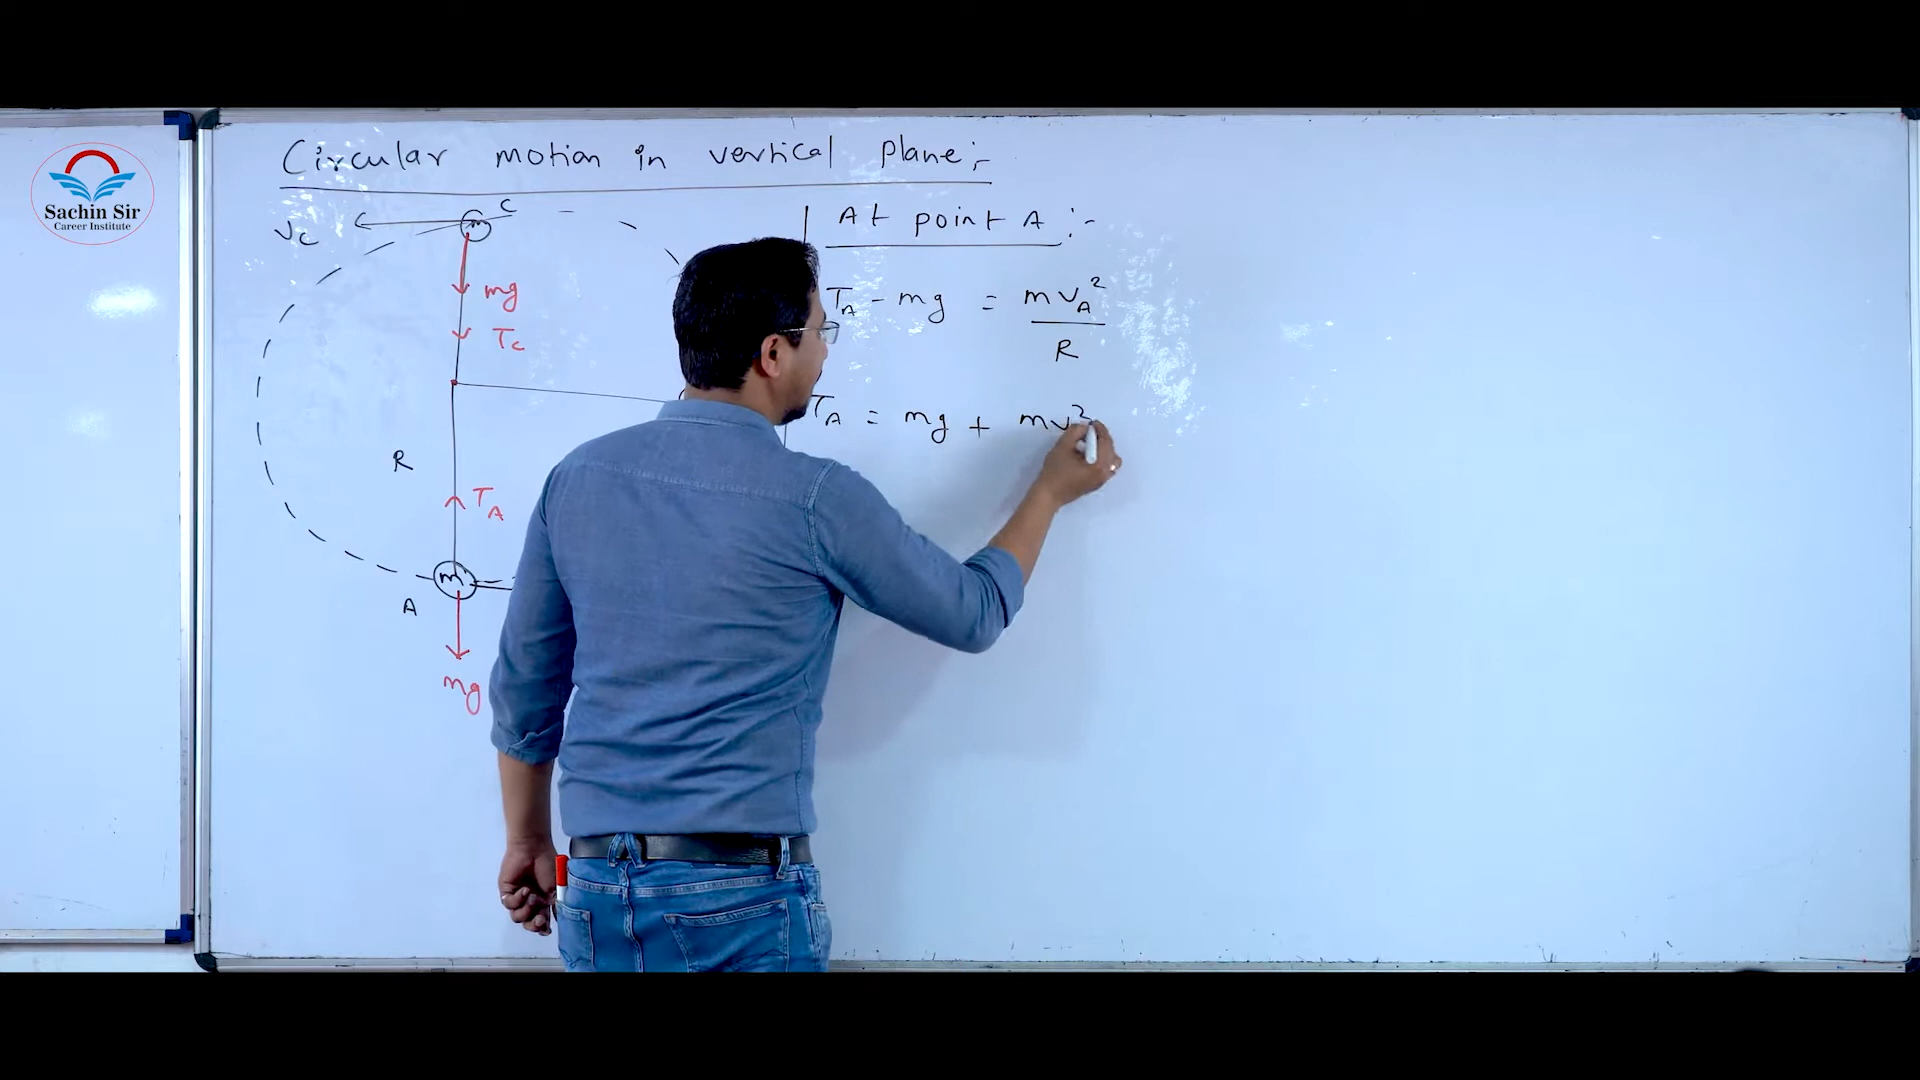 Sachin Sir
Career Institute
Circular motion in vertical plane:-
C
Vc
m
mg
Tc
R
TA
m
A
mg
At point A :-
TA - mg = mvA²
R
TA = mg + mv²